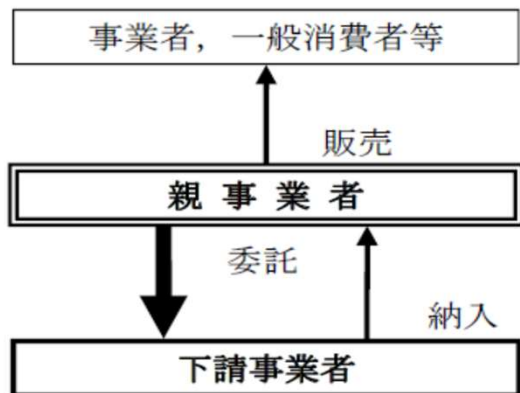 事業者，一般消費者等
販売
親事業者
委託
納入
下請事業者